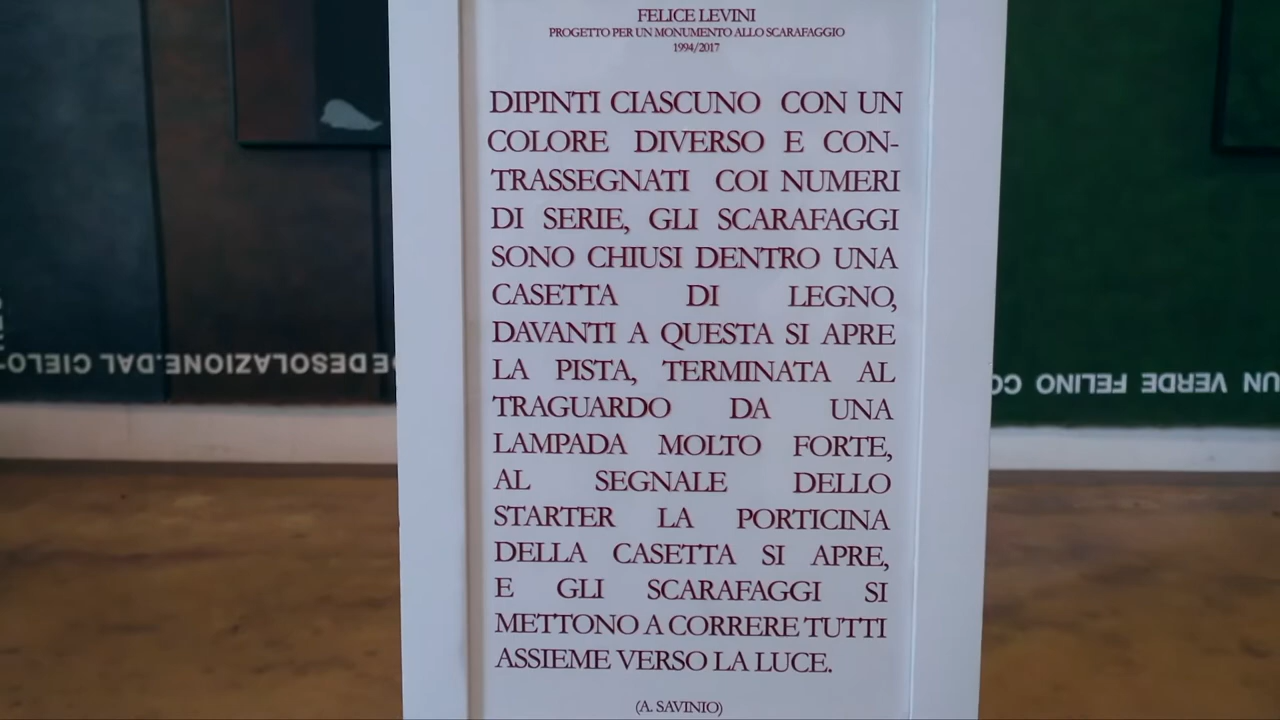 FELICE LEVINI
PROGETTO PER UN MONUMENTO ALLO SCARAFAGGIO
1994/2017
DIPINTI CIASCUNO CON UN
COLORE DIVERSO E CON-
TRASSEGNATI COI NUMERI
DI SERIE, GLI SCARAFAGGI
SONO CHIUSI DENTRO UNA
CASETTA DI LEGNO,
DAVANTI A QUESTA SI APRE
LA PISTA, TERMINATA AL
TRAGUARDO DA UNA
LAMPADA MOLTO FORTE,
AL SEGNALE DELLO
STARTER LA PORTICINA
DELLA CASETTA SI APRE,
E GLI SCARAFAGGI SI
METTONO A CORRERE TUTTI
ASSIEME VERSO LA LUCE.
(A. SAVINIO)
DESOLAZIONE.DAL CIELO
UN VERDE FELINO CO